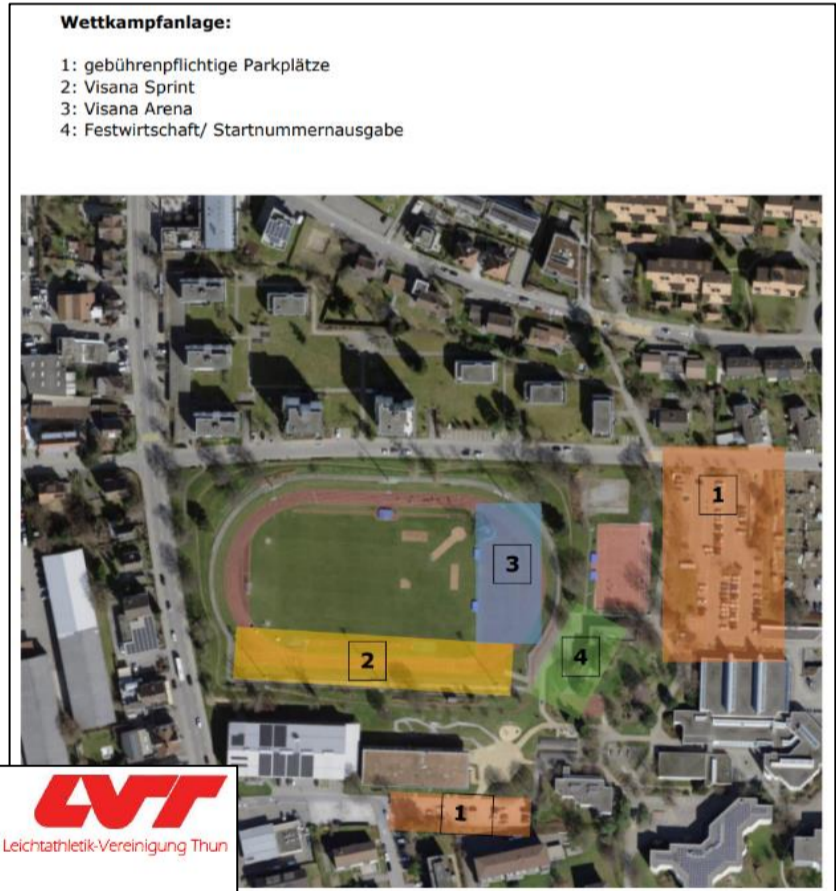 Wettkampfanlage:
1: gebührenpflichtige Parkplätze
2: Visana Sprint
3: Visana Arena
4: Festwirtschaft/ Startnummernausgabe
1
3
2
4
1
LVT
Leichtathletik-Vereinigung Thun